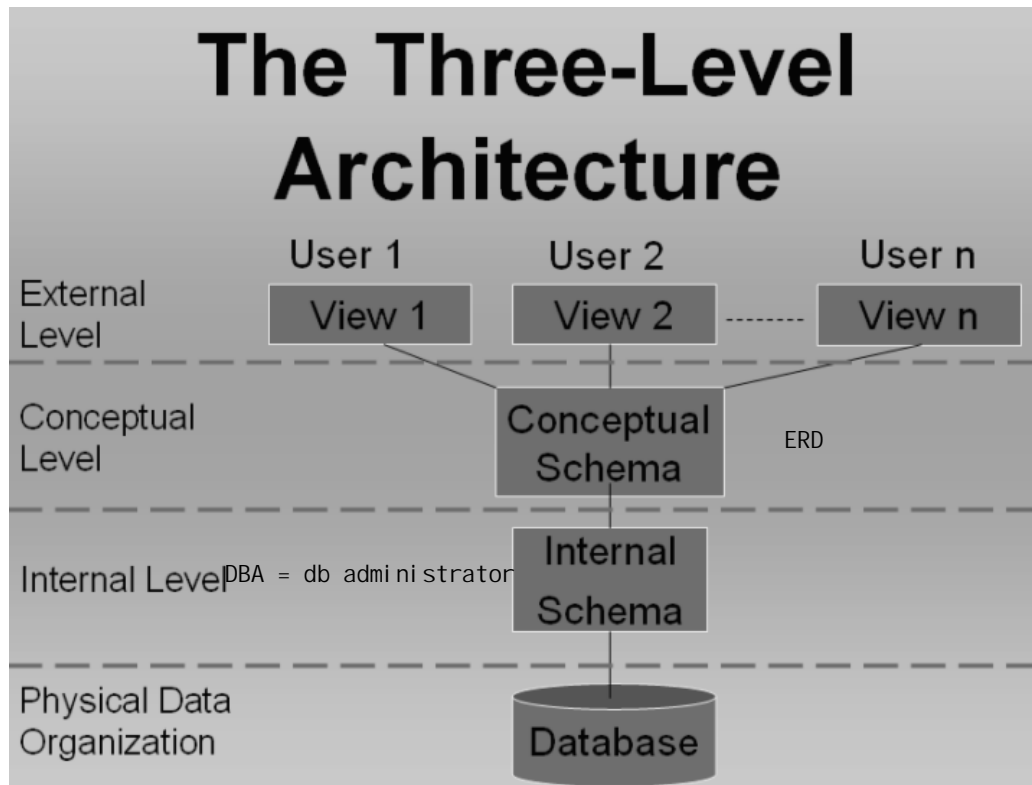 The Three-Level
Architecture
User 1
User 2
User n
External
Level
View 1
View 2
View n
Conceptual
Level
Conceptual
Schema
ERD
Internal Level
DBA = db administrator
Internal
Schema
Physical Data
Organization
Database